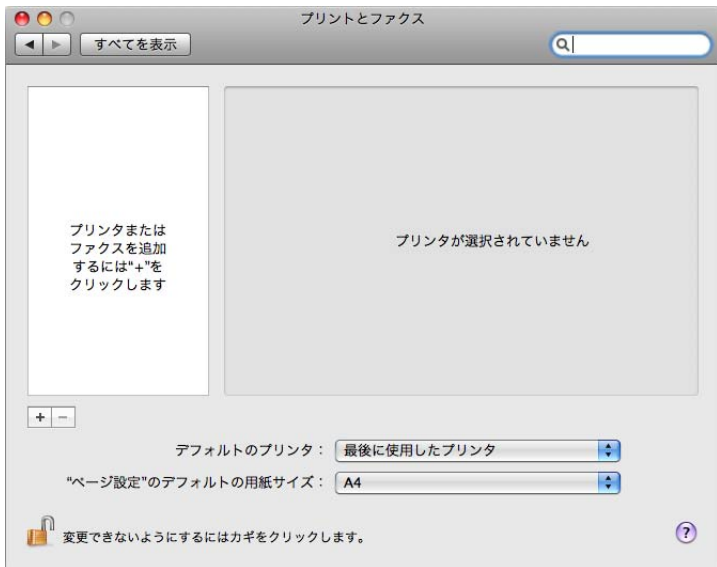 プリントとファクス
すべてを表示
プリンタまたは
ファクスを追加
するには“+”を
クリックします
プリンタが選択されていません
+ −
デフォルトのプリンタ： 最後に使用したプリンタ
“ページ設定”のデフォルトの用紙サイズ： A4
変更できないようにするにはカギをクリックします。
?